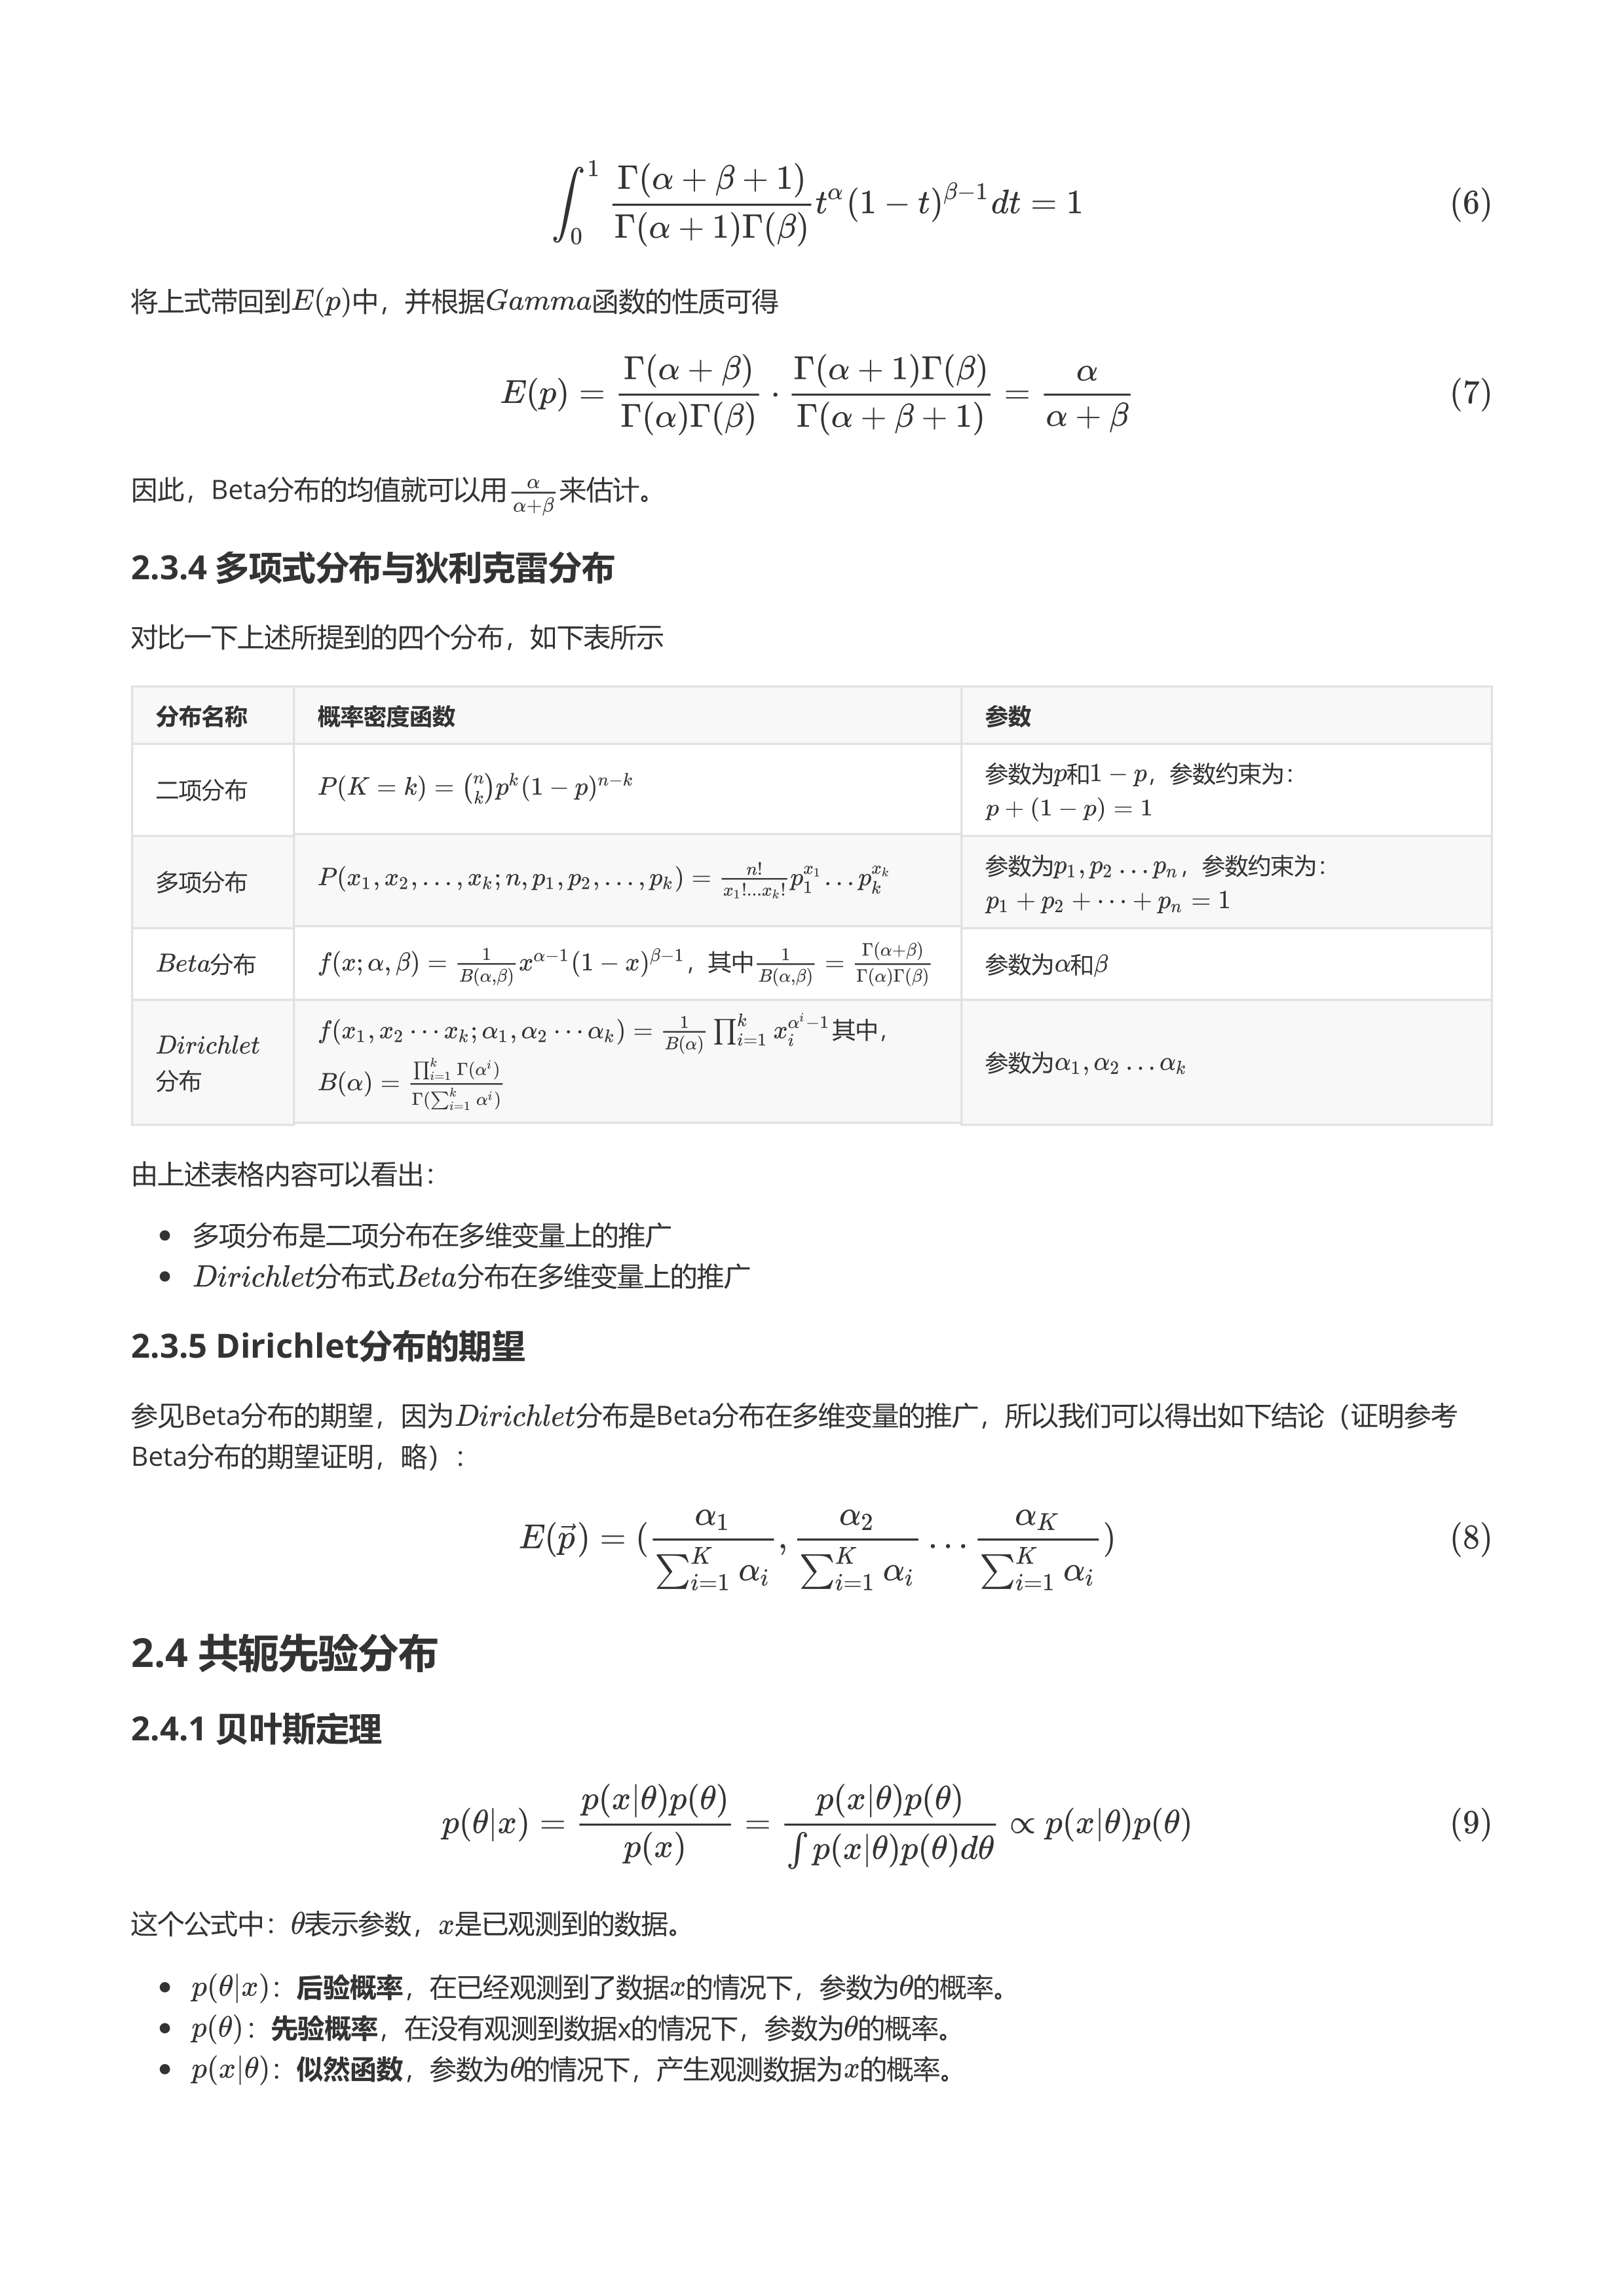 $$\int_0^1 \frac{\Gamma(\alpha+\beta+1)}{\Gamma(\alpha+1)\Gamma(\beta)} t^{\alpha}(1-t)^{\beta-1}dt = 1 \quad (6)$$
将上式带回到$E(p)$中，并根据$Gamma$函数的性质可得
$$E(p) = \frac{\Gamma(\alpha+\beta)}{\Gamma(\alpha)\Gamma(\beta)} \cdot \frac{\Gamma(\alpha+1)\Gamma(\beta)}{\Gamma(\alpha+\beta+1)} = \frac{\alpha}{\alpha+\beta} \quad (7)$$
因此，Beta分布的均值就可以用$\frac{\alpha}{\alpha+\beta}$来估计。
2.3.4 多项式分布与狄利克雷分布
对比一下上述所提到的四个分布，如下表所示
分布名称 概率密度函数 参数
二项分布 $P(K=k) = \binom{n}{k}p^k(1-p)^{n-k}$ 参数为$p$和$1-p$，参数约束为：
$p+(1-p)=1$
多项分布 $P(x_1,x_2,\ldots,x_k;n,p_1,p_2,\ldots,p_k) = \frac{n!}{x_1!\ldots x_k!}p_1^{x_1}\ldots p_k^{x_k}$ 参数为$p_1,p_2\ldots p_n$，参数约束为：
$p_1+p_2+\cdots+p_n=1$
$Beta$分布 $f(x;\alpha,\beta) = \frac{1}{B(\alpha,\beta)}x^{\alpha-1}(1-x)^{\beta-1}$，其中$\frac{1}{B(\alpha,\beta)} = \frac{\Gamma(\alpha+\beta)}{\Gamma(\alpha)\Gamma(\beta)}$ 参数为$\alpha$和$\beta$
$Dirichlet$
分布 $f(x_1,x_2\cdots x_k;\alpha_1,\alpha_2\cdots\alpha_k) = \frac{1}{B(\alpha)}\prod_{i=1}^k x_i^{\alpha^i-1}$其中，
$B(\alpha) = \frac{\prod_{i=1}^k\Gamma(\alpha^i)}{\Gamma(\sum_{i=1}^k\alpha^i)}$ 参数为$\alpha_1,\alpha_2\ldots\alpha_k$
由上述表格内容可以看出：
• 多项分布是二项分布在多维变量上的推广
• $Dirichlet$分布式$Beta$分布在多维变量上的推广
2.3.5 Dirichlet分布的期望
参见Beta分布的期望，因为$Dirichlet$分布是Beta分布在多维变量的推广，所以我们可以得出如下结论（证明参考
Beta分布的期望证明，略）：
$$E(\vec{p}) = (\frac{\alpha_1}{\sum_{i=1}^K\alpha_i},\frac{\alpha_2}{\sum_{i=1}^K\alpha_i}\ldots\frac{\alpha_K}{\sum_{i=1}^K\alpha_i}) \quad (8)$$
2.4 共轭先验分布
2.4.1 贝叶斯定理
$$p(\theta|x) = \frac{p(x|\theta)p(\theta)}{p(x)} = \frac{p(x|\theta)p(\theta)}{\int p(x|\theta)p(\theta)d\theta} \propto p(x|\theta)p(\theta) \quad (9)$$
这个公式中：$\theta$表示参数，$x$是已观测到的数据。
• $p(\theta|x)$：后验概率，在已经观测到了数据$x$的情况下，参数为$\theta$的概率。
• $p(\theta)$：先验概率，在没有观测到数据x的情况下，参数为$\theta$的概率。
• $p(x|\theta)$：似然函数，参数为$\theta$的情况下，产生观测数据为$x$的概率。